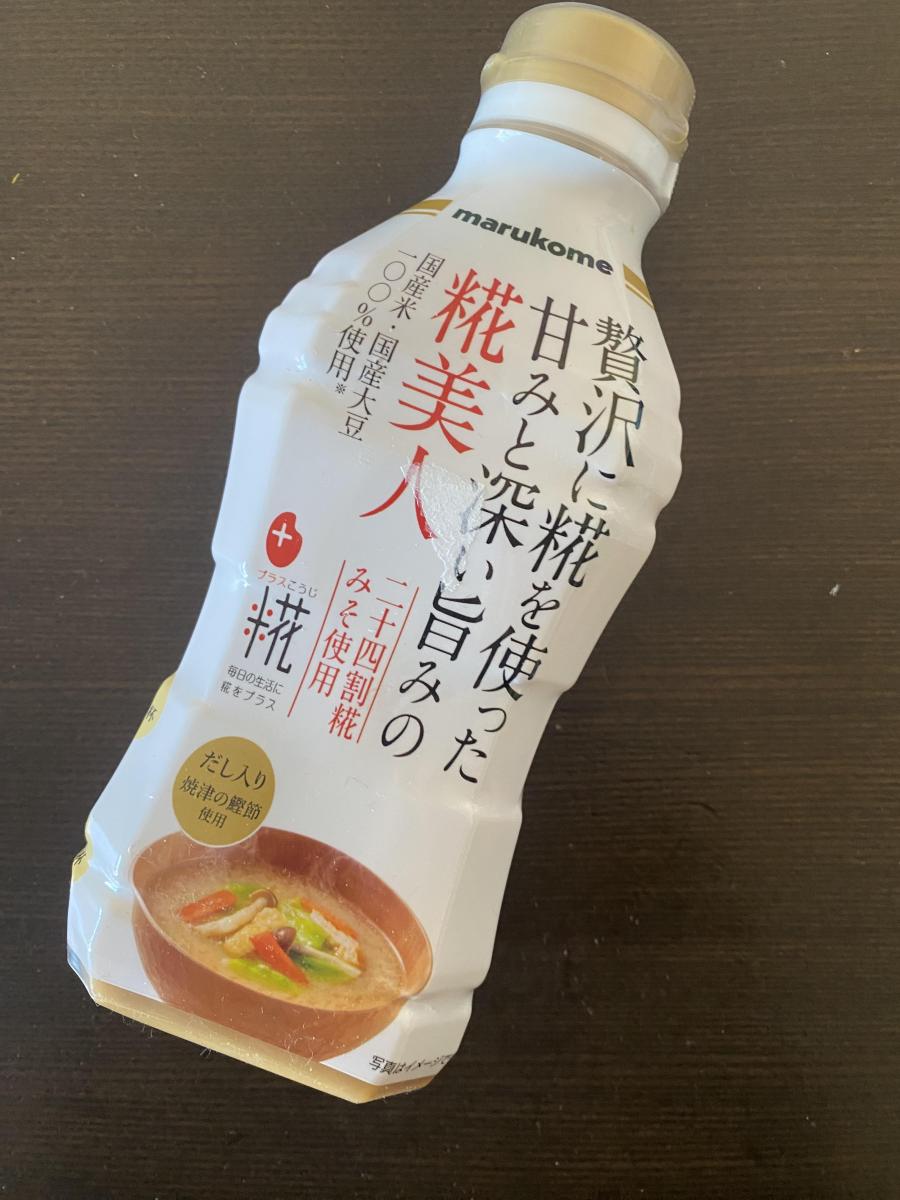 marukome
贅沢に糀を使った
甘みと深い旨みの
糀美人
国産米・国産大豆
一〇〇%使用※
二十四割糀
みそ使用
プラスこうじ
糀
毎日の生活に
糀をプラス
だし入り
焼津の鰹節
使用
杯
杯
写真はイメージで